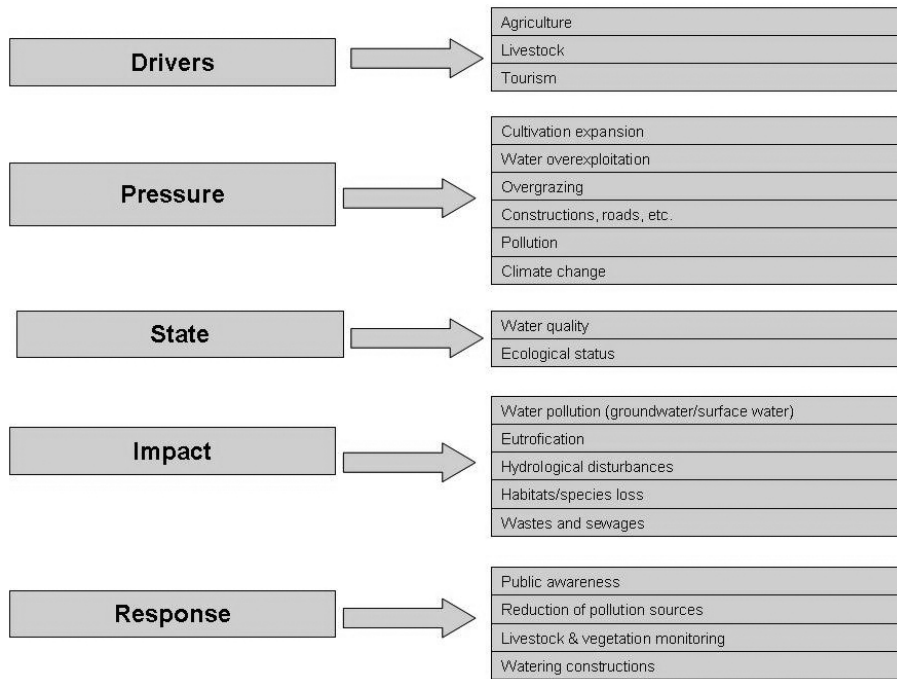 Drivers
Agriculture
Livestock
Tourism
Pressure
Cultivation expansion
Water overexploitation
Overgrazing
Constructions, roads, etc.
Pollution
Climate change
State
Water quality
Ecological status
Impact
Water pollution (groundwater/surface water)
Eutrofication
Hydrological disturbances
Habitats/species loss
Wastes and sewages
Response
Public awareness
Reduction of pollution sources
Livestock & vegetation monitoring
Watering constructions